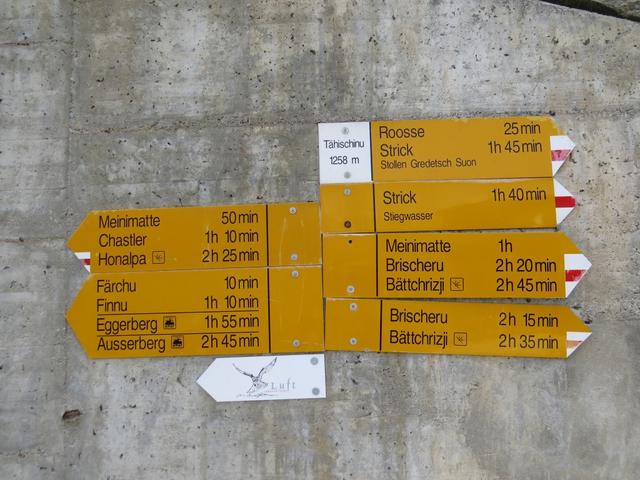 Tähischinu
1258 m
Roosse 25 min
Strick 1h 45 min
Stollen Gredetsch Suon
Strick 1h 40 min
Stiegwasser
Meinimatte 50 min
Chastler 1h 10 min
Honalpa 2h 25 min
Meinimatte 1h
Brischeru 2h 20 min
Bättchrizji 2h 45 min
Färchu 10 min
Finnu 1h 10 min
Eggerberg 1h 55 min
Ausserberg 2h 45 min
Brischeru 2h 15 min
Bättchrizji 2h 35 min
Luft